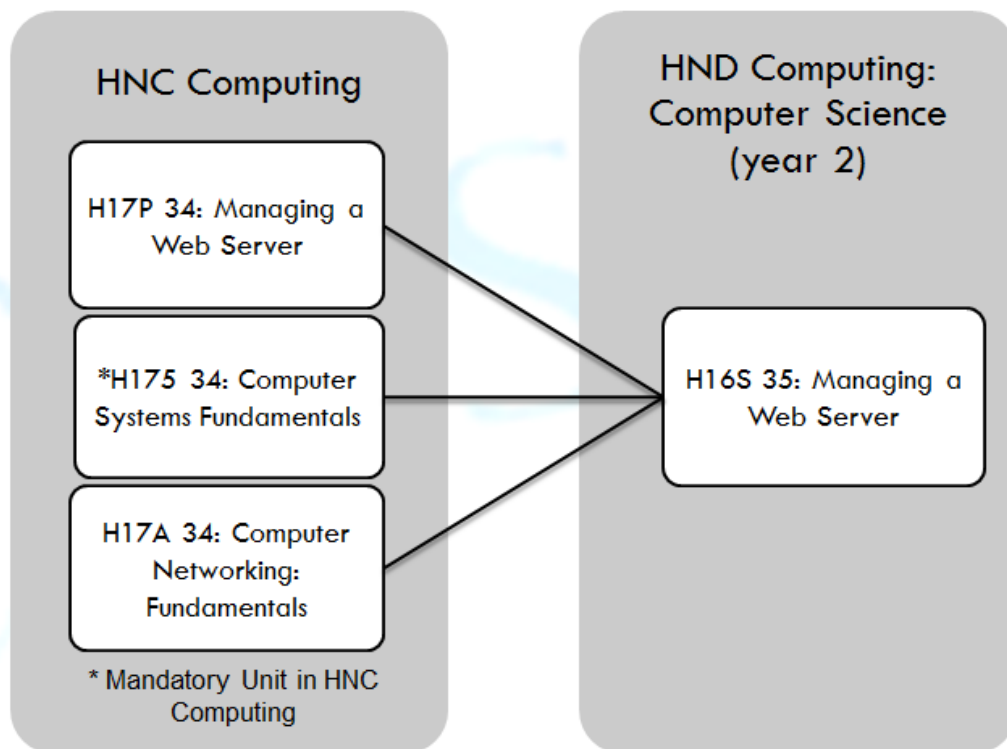 HNC Computing
H17P 34: Managing a
Web Server
*H175 34: Computer
Systems Fundamentals
H17A 34: Computer
Networking:
Fundamentals
* Mandatory Unit in HNC
Computing
HND Computing:
Computer Science
(year 2)
H16S 35: Managing a
Web Server